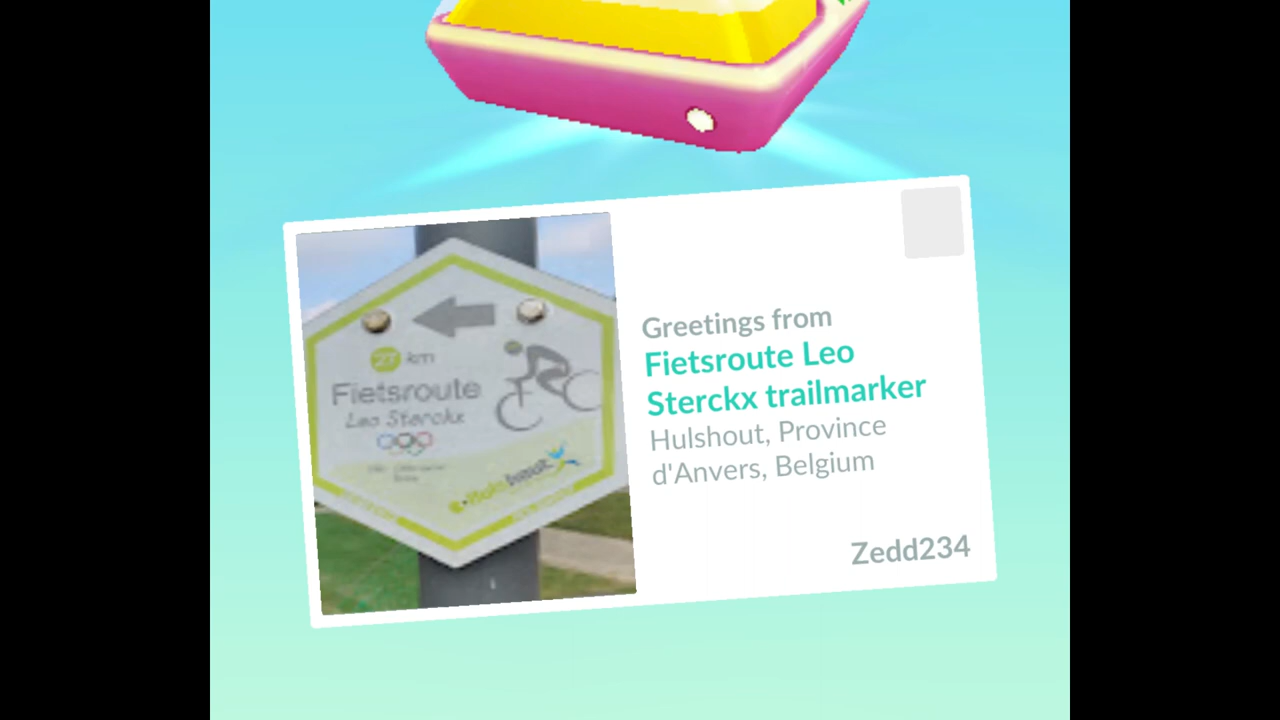 27 km
Fietsroute
Leo Sterckx
Greetings from
Fietsroute Leo
Sterckx trailmarker
Hulshout, Province
d'Anvers, Belgium
Zedd234